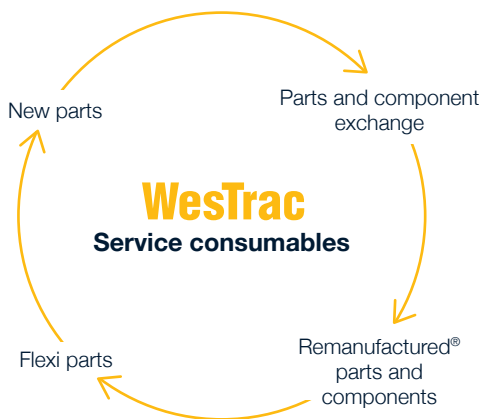 New parts
Parts and component
exchange
WesTrac
Service consumables
Flexi parts
Remanufactured®
parts and
components